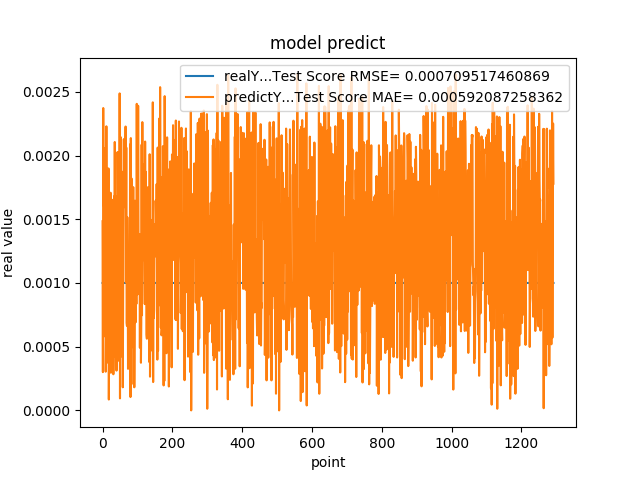 model predict
realY...Test Score RMSE= 0.000709517460869
predictY...Test Score MAE= 0.000592087258362
0.0025
0.0020
0.0015
0.0010
0.0005
0.0000
real value
0 200 400 600 800 1000 1200
point